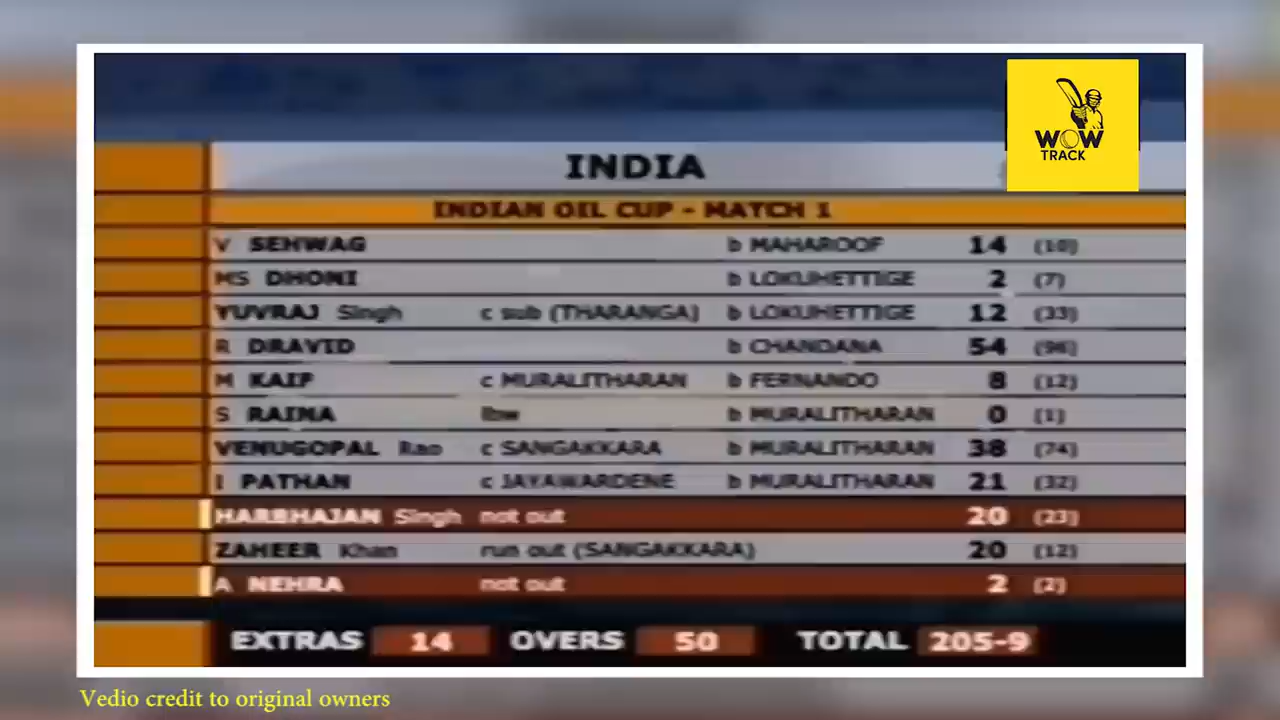 WOW
TRACK
INDIA
INDIAN OIL CUP - MATCH 1
V SEHWAG b MAHAROOF 14 (10)
MS DHONI b LOKUHETTIGE 2 (7)
YUVRAJ Singh c sub (THARANGA) b LOKUHETTIGE 12 (33)
R DRAVID b CHANDANA 54 (96)
M KAIF c MURALITHARAN b FERNANDO 8 (12)
S RAINA lbw b MURALITHARAN 0 (1)
VENUGOPAL Rao c SANGAKKARA b MURALITHARAN 38 (74)
I PATHAN c JAYAWARDENE b MURALITHARAN 21 (32)
HARBHAJAN Singh not out 20 (23)
ZAHEER Khan run out (SANGAKKARA) 20 (12)
A NEHRA not out 2 (2)
EXTRAS 14 OVERS 50 TOTAL 205-9
Vedio credit to original owners